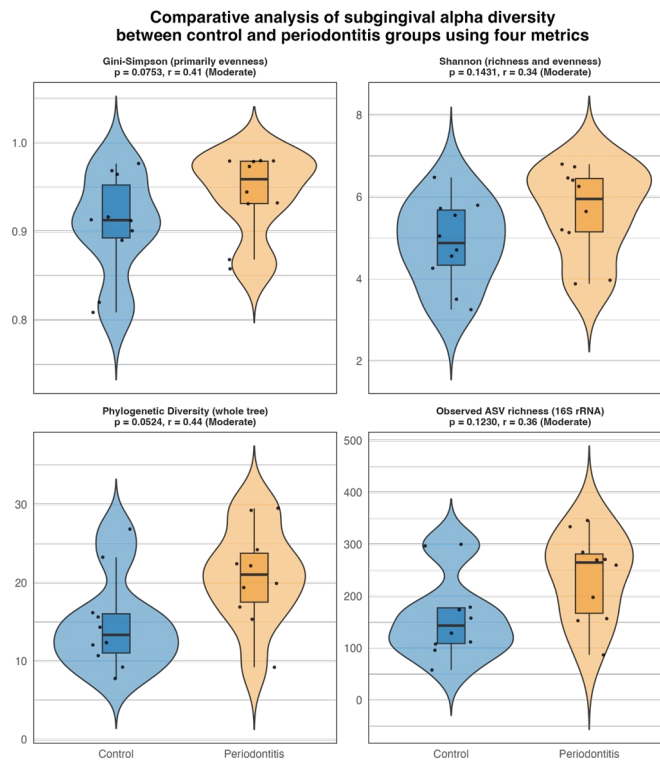 Comparative analysis of subgingival alpha diversity
between control and periodontitis groups using four metrics
Gini-Simpson (primarily evenness)
p = 0.0753, r = 0.41 (Moderate)
1.0
0.9
0.8
Shannon (richness and evenness)
p = 0.1431, r = 0.34 (Moderate)
8
6
4
2
Phylogenetic Diversity (whole tree)
p = 0.0524, r = 0.44 (Moderate)
30
20
10
0
Control
Periodontitis
Observed ASV richness (16S rRNA)
p = 0.1230, r = 0.36 (Moderate)
500
400
300
200
100
0
Control
Periodontitis